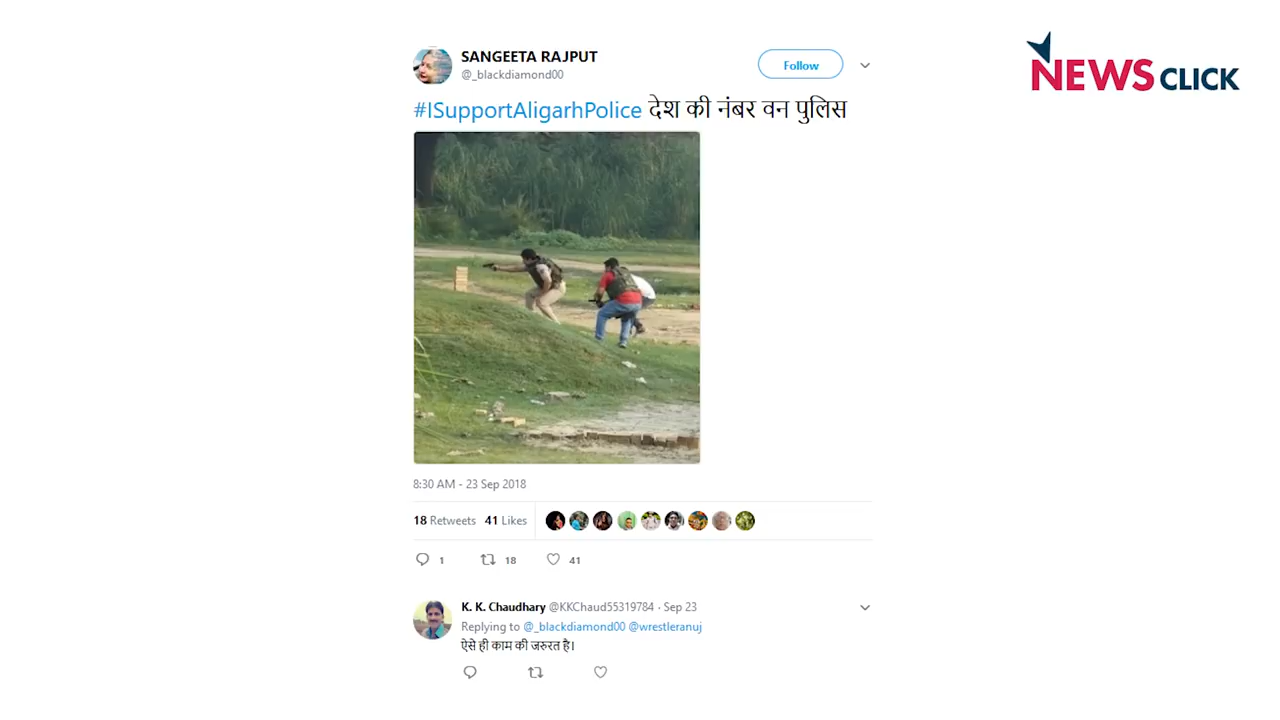 NEWS CLICK
SANGEETA RAJPUT
@_blackdiamond00
Follow
#ISupportAligarhPolice देश की नंबर वन पुलिस
8:30 AM - 23 Sep 2018
18 Retweets 41 Likes
1 18 41
K. K. Chaudhary @KKChaud55319784 · Sep 23
Replying to @_blackdiamond00 @wrestleranuj
ऐसे ही काम की जरुरत है।